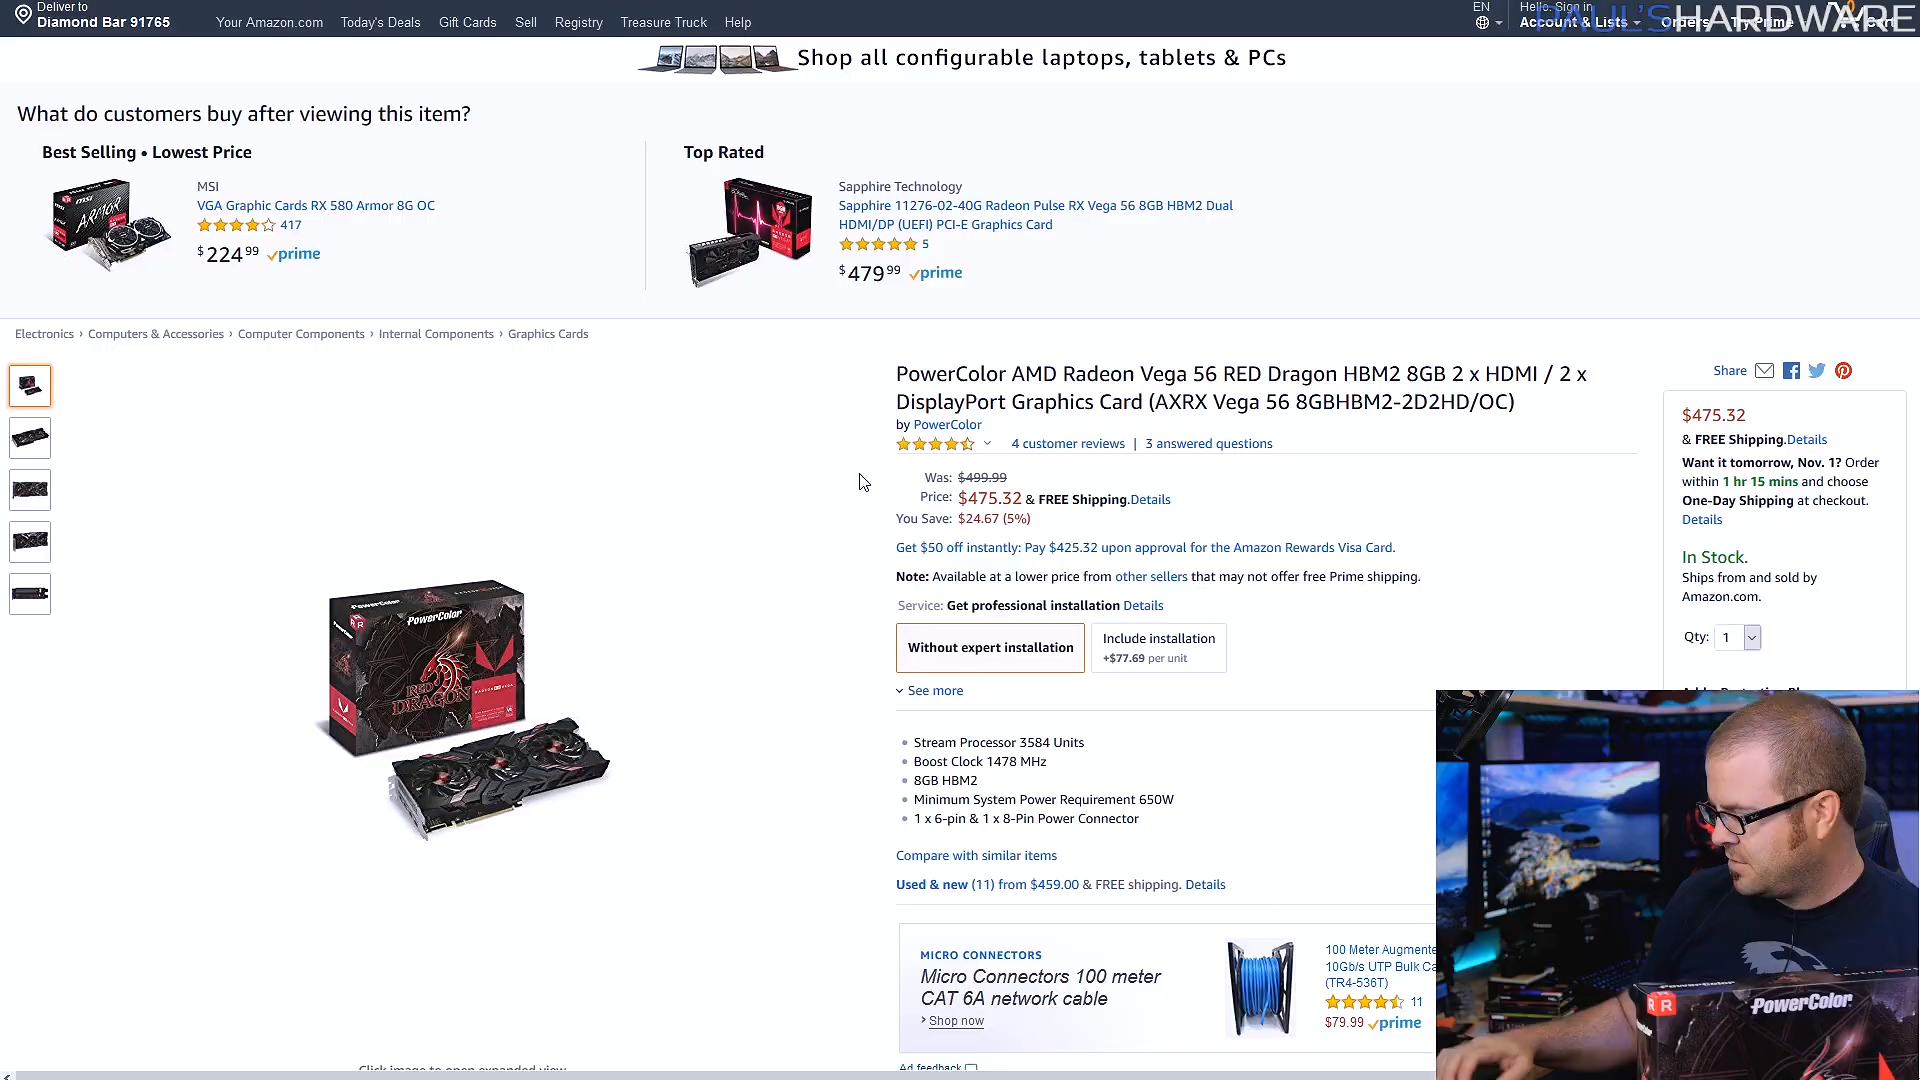 Deliver to
Diamond Bar 91765
Your Amazon.com
Today's Deals
Gift Cards
Sell
Registry
Treasure Truck
Help
EN
Hello. Sign in
Account & Lists
Orders
Try Prime
Cart
PAUL'S HARDWARE
Shop all configurable laptops, tablets & PCs
What do customers buy after viewing this item?
Best Selling • Lowest Price
MSI
VGA Graphic Cards RX 580 Armor 8G OC
417
$224.99 prime
Top Rated
Sapphire Technology
Sapphire 11276-02-40G Radeon Pulse RX Vega 56 8GB HBM2 Dual
HDMI/DP (UEFI) PCI-E Graphics Card
5
$479.99 prime
Electronics › Computers & Accessories › Computer Components › Internal Components › Graphics Cards
PowerColor AMD Radeon Vega 56 RED Dragon HBM2 8GB 2 x HDMI / 2 x
DisplayPort Graphics Card (AXRX Vega 56 8GBHBM2-2D2HD/OC)
by PowerColor
4 customer reviews | 3 answered questions
Was: $499.99
Price: $475.32 & FREE Shipping. Details
You Save: $24.67 (5%)
Get $50 off instantly: Pay $425.32 upon approval for the Amazon Rewards Visa Card.
Note: Available at a lower price from other sellers that may not offer free Prime shipping.
Service: Get professional installation Details
Without expert installation
Include installation
+$77.69 per unit
See more
Stream Processor 3584 Units
Boost Clock 1478 MHz
8GB HBM2
Minimum System Power Requirement 650W
1 x 6-pin & 1 x 8-Pin Power Connector
Compare with similar items
Used & new (11) from $459.00 & FREE shipping. Details
MICRO CONNECTORS
Micro Connectors 100 meter
CAT 6A network cable
Shop now
100 Meter Augmente
10Gb/s UTP Bulk Ca
(TR4-536T)
11
$79.99 prime
Ad feedback
Share
$475.32
& FREE Shipping. Details
Want it tomorrow, Nov. 1? Order
within 1 hr 15 mins and choose
One-Day Shipping at checkout.
Details
In Stock.
Ships from and sold by
Amazon.com.
Qty: 1
ARMOR
PowerColor
RED
DRAGON
Click image to open expanded view
PowerColor